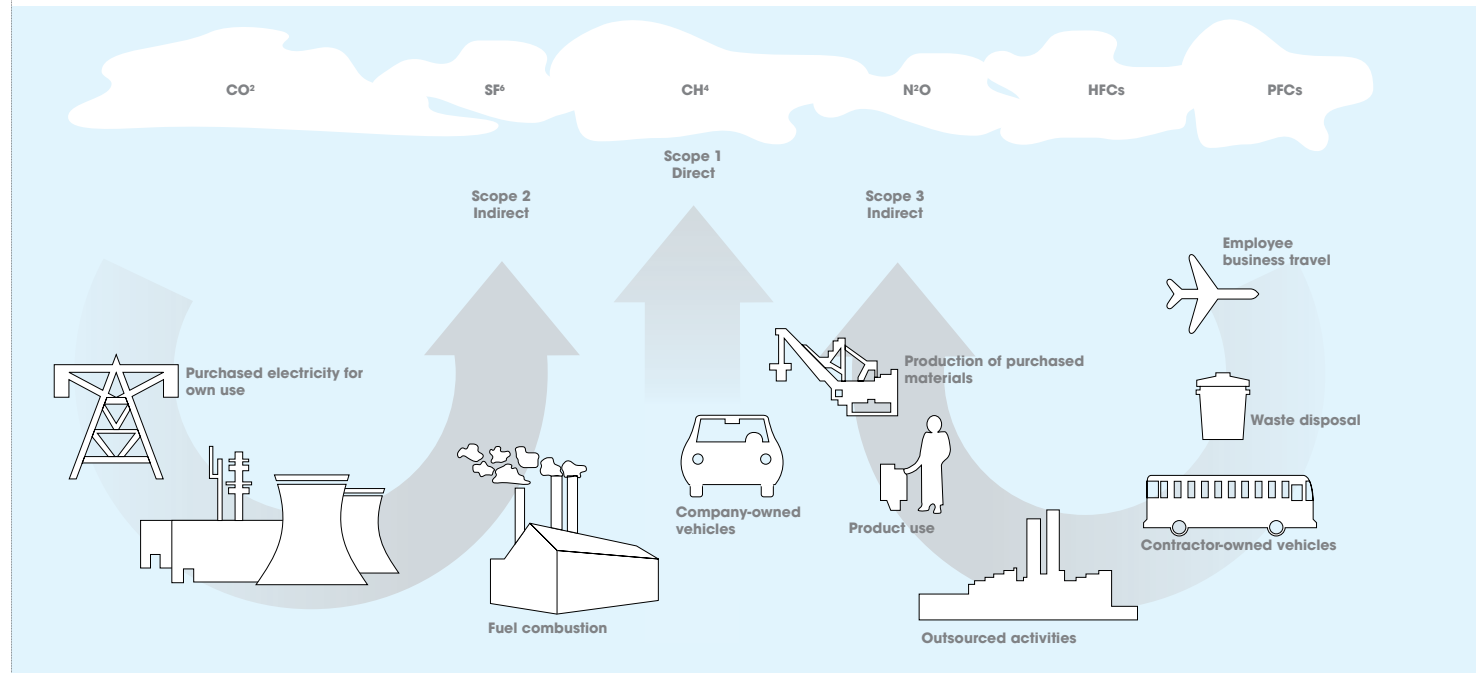 CO²
SF⁶
CH⁴
N²O
HFCs
PFCs
Scope 1
Direct
Scope 2
Indirect
Scope 3
Indirect
Employee
business travel
Purchased electricity for
own use
Production of purchased
materials
Waste disposal
Company-owned
vehicles
Product use
Contractor-owned vehicles
Fuel combustion
Outsourced activities